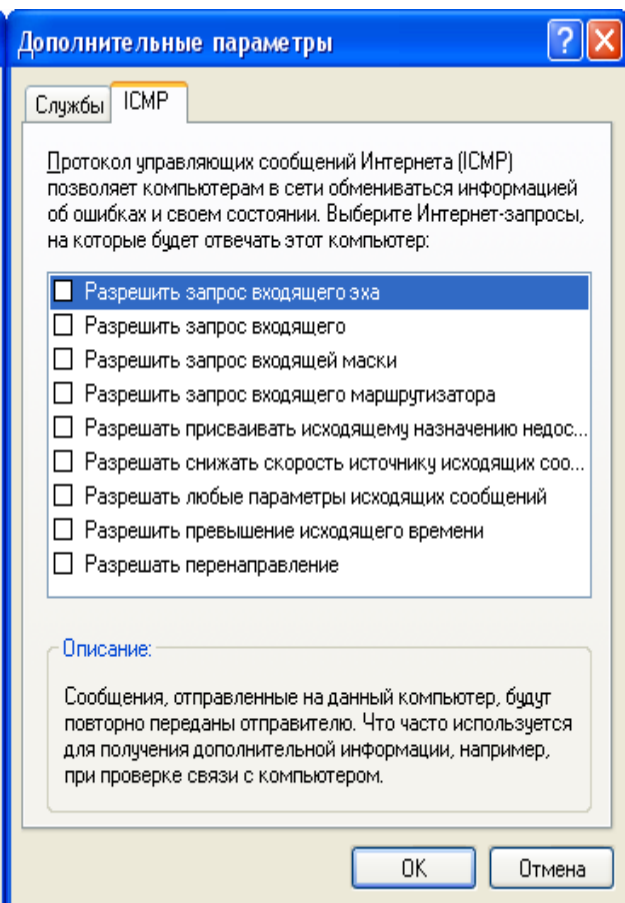 Дополнительные параметры
Службы
ICMP
Протокол управляющих сообщений Интернета (ICMP)
позволяет компьютерам в сети обмениваться информацией
об ошибках и своем состоянии. Выберите Интернет-запросы,
на которые будет отвечать этот компьютер:
Разрешить запрос входящего эха
Разрешить запрос входящего
Разрешить запрос входящей маски
Разрешить запрос входящего маршрутизатора
Разрешать присваивать исходящему назначению недос...
Разрешать снижать скорость источнику исходящих соо...
Разрешать любые параметры исходящих сообщений
Разрешить превышение исходящего времени
Разрешать перенаправление
Описание:
Сообщения, отправленные на данный компьютер, будут
повторно переданы отправителю. Что часто используется
для получения дополнительной информации, например,
при проверке связи с компьютером.
OK
Отмена